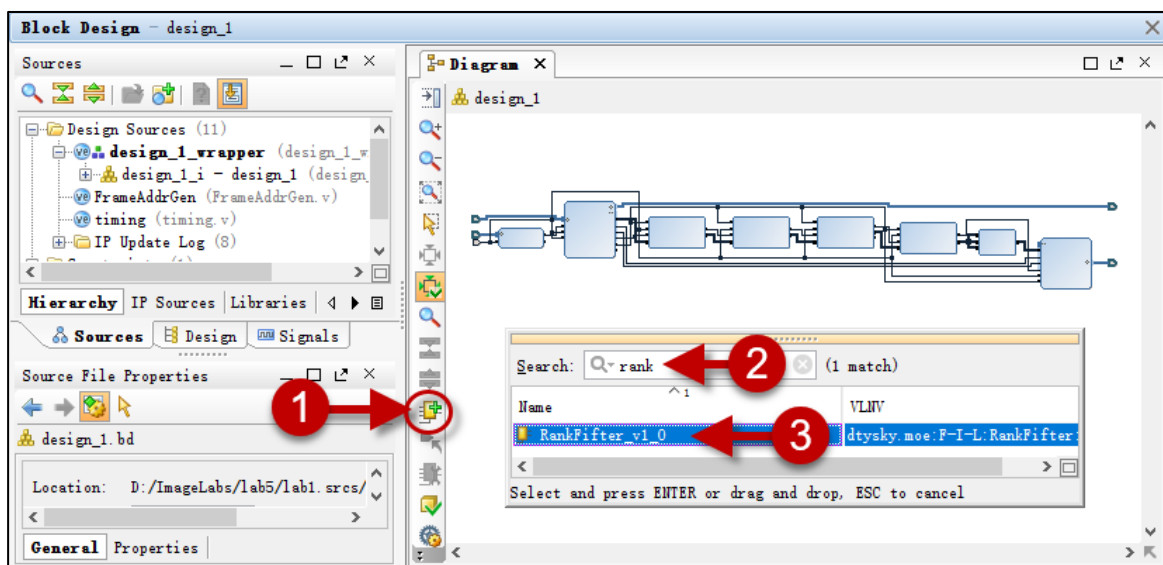 Block Design - design_1
Sources
Design Sources (11)
design_1_wrapper (design_1_w
design_1_i - design_1 (design_
FrameAddrGen (FrameAddrGen.v)
timing (timing.v)
IP Update Log (8)
Hierarchy IP Sources Libraries
Sources Design Signals
Source File Properties
design_1.bd
Location: D:/ImageLabs/lab5/lab1.srcs/
General Properties
Diagram
design_1
Search: rank (1 match)
Name 1 VLNV
RankFifter_v1_0 dtysky.moe:F-I-L:RankFifter:
Select and press ENTER or drag and drop, ESC to cancel
1
2
3